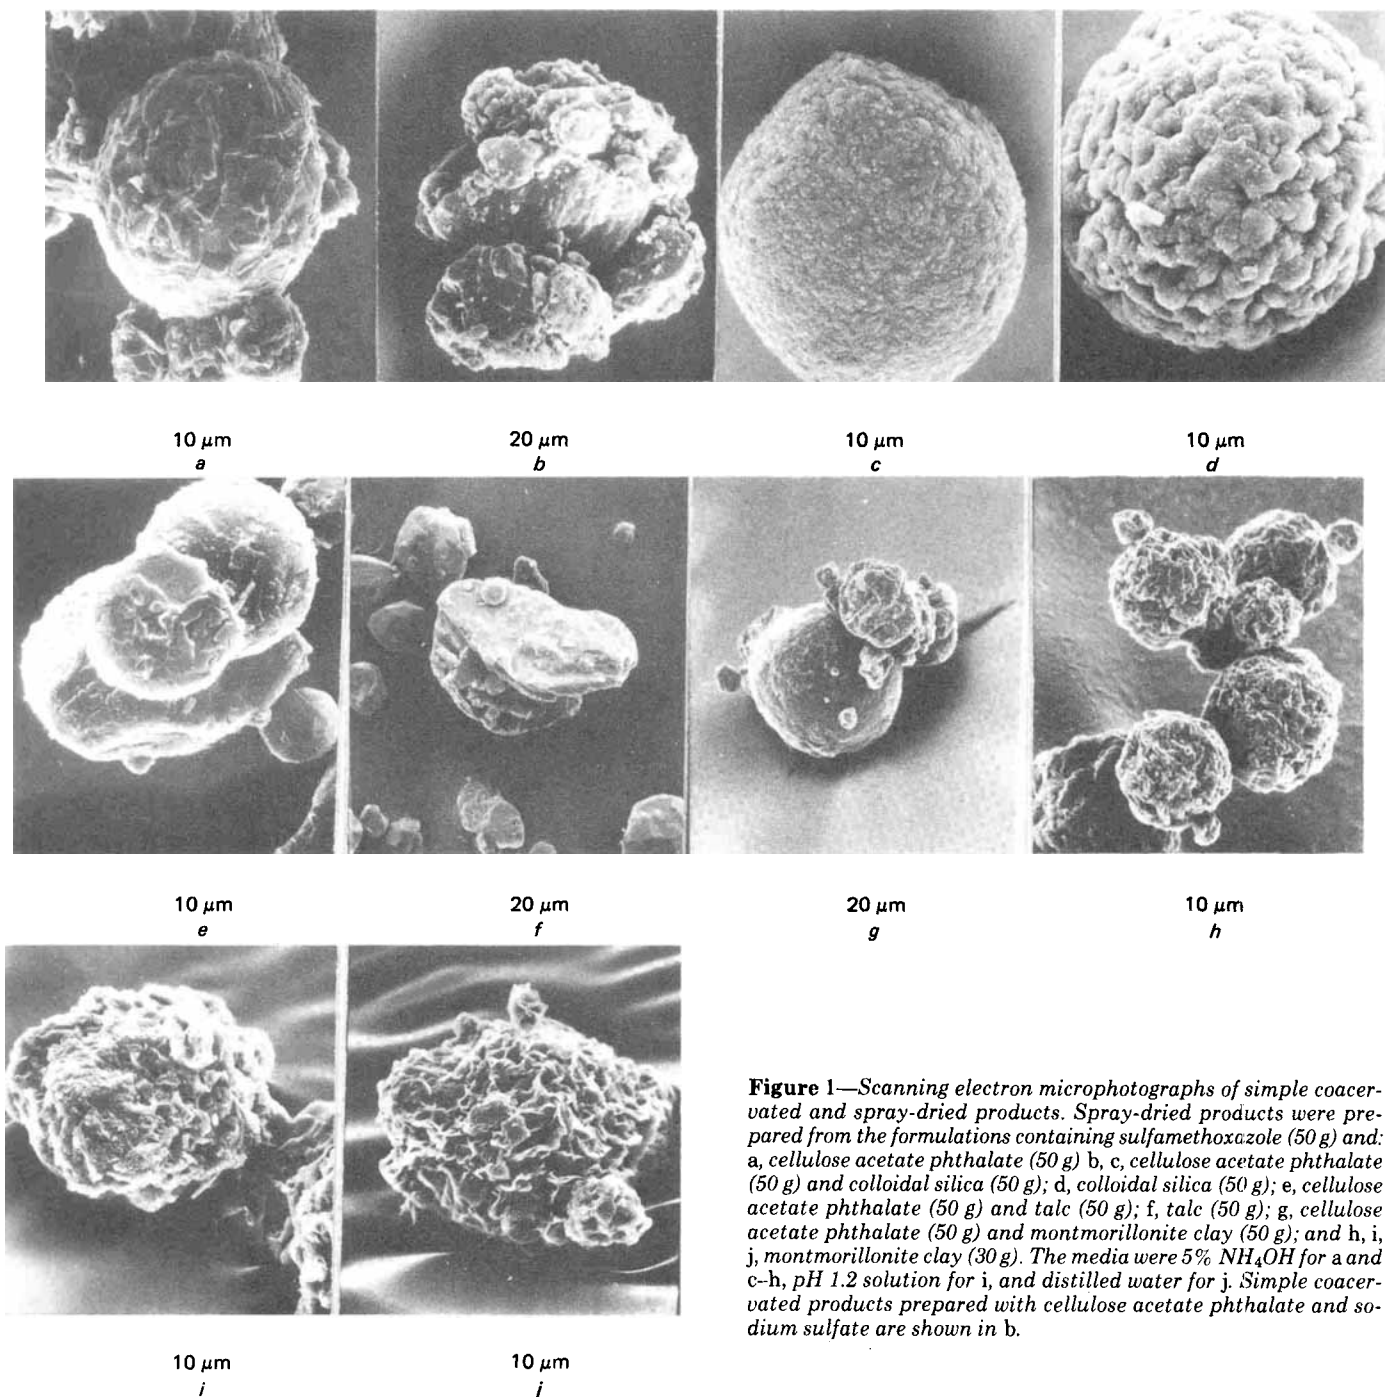 10 μm 20 μm 10 μm 10 μm
a b c d
10 μm 20 μm 20 μm 10 μm
e f g h
Figure 1—Scanning electron microphotographs of simple coacer-
vated and spray-dried products. Spray-dried products were pre-
pared from the formulations containing sulfamethoxazole (50 g) and:
a, cellulose acetate phthalate (50 g) b, c, cellulose acetate phthalate
(50 g) and colloidal silica (50 g); d, colloidal silica (50 g); e, cellulose
acetate phthalate (50 g) and talc (50 g); f, talc (50 g); g, cellulose
acetate phthalate (50 g) and montmorillonite clay (50 g); and h, i,
j, montmorillonite clay (30 g). The media were 5% NH₄OH for a and
c–h, pH 1.2 solution for i, and distilled water for j. Simple coacer-
vated products prepared with cellulose acetate phthalate and so-
dium sulfate are shown in b.
10 μm 10 μm
i j